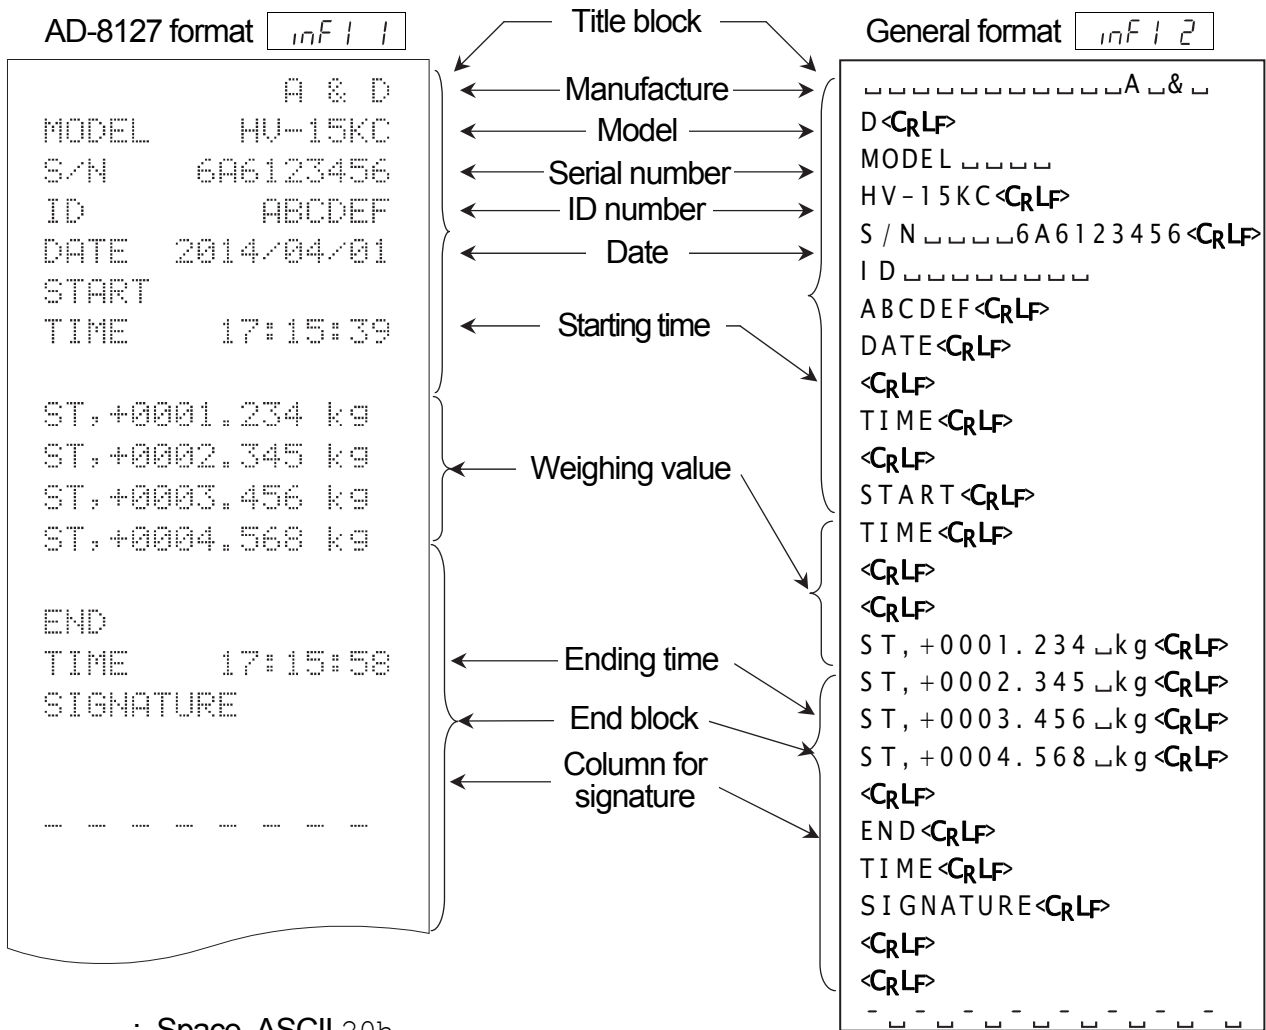 AD-8127 format inF1 1
A & D
MODEL HV-15KC
S/N 6A6123456
ID ABCDEF
DATE 2014/04/01
START
TIME 17:15:39
ST,+0001.234 kg
ST,+0002.345 kg
ST,+0003.456 kg
ST,+0004.568 kg
END
TIME 17:15:58
SIGNATURE
_ _ _ _ _ _ _ _
Title block
Manufacture
Model
Serial number
ID number
Date
Starting time
Weighing value
Ending time
End block
Column for
signature
General format inF1 2
␣␣␣␣␣␣␣␣␣␣␣A␣&␣
D<CRLF>
MODEL␣␣␣␣
HV-15KC<CRLF>
S/N␣␣␣␣6A6123456<CRLF>
ID␣␣␣␣␣␣␣␣
ABCDEF<CRLF>
DATE<CRLF>
<CRLF>
TIME<CRLF>
<CRLF>
START<CRLF>
TIME<CRLF>
<CRLF>
<CRLF>
ST,+0001.234␣kg<CRLF>
ST,+0002.345␣kg<CRLF>
ST,+0003.456␣kg<CRLF>
ST,+0004.568␣kg<CRLF>
<CRLF>
END<CRLF>
TIME<CRLF>
SIGNATURE<CRLF>
<CRLF>
<CRLF>
-␣-␣-␣-␣-␣-␣-␣-␣
: Space, ASCII 20h